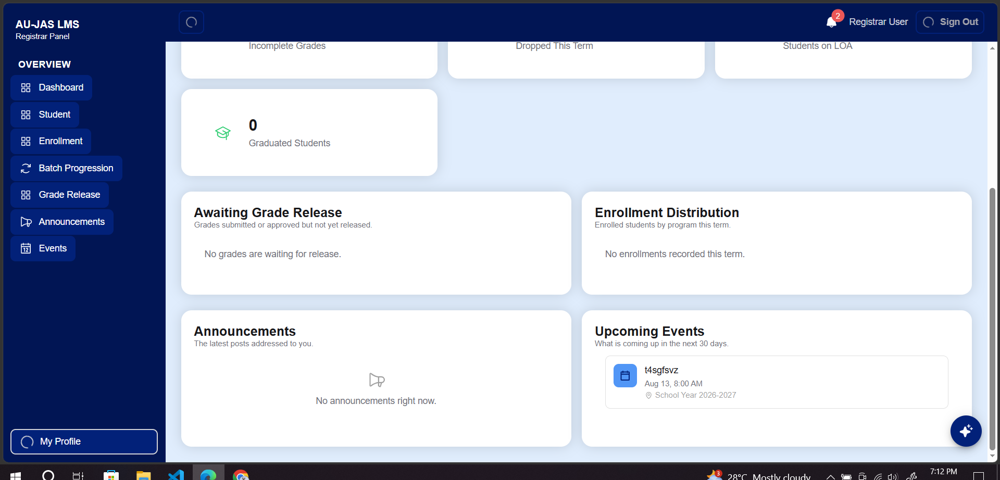 AU-JAS LMS
Registrar Panel
2
Registrar User
Sign Out
OVERVIEW
Dashboard
Student
Enrollment
Batch Progression
Grade Release
Announcements
12
Events
My Profile
Incomplete Grades
Dropped This Term
Students on LOA
0
Graduated Students
Awaiting Grade Release
Grades submitted or approved but not yet released.
No grades are waiting for release.
Enrollment Distribution
Enrolled students by program this term.
No enrollments recorded this term.
Announcements
The latest posts addressed to you.
No announcements right now.
Upcoming Events
What is coming up in the next 30 days.
t4sgfsvz
Aug 13, 8:00 AM
School Year 2026-2027
3
28°C Mostly cloudy
7:12 PM